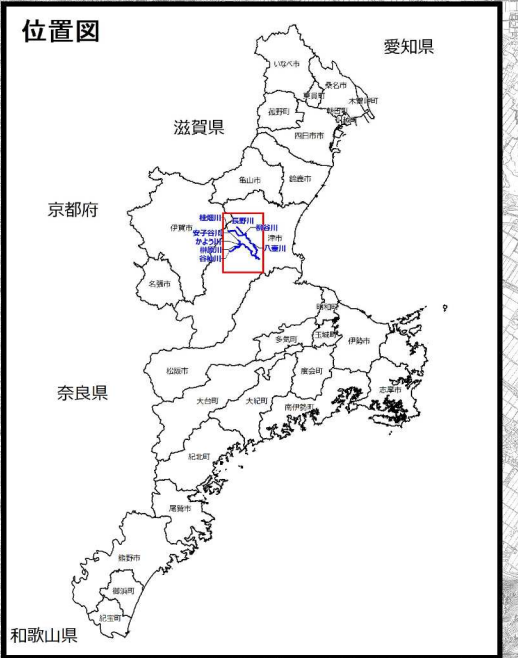 位置図
愛知県
いなべ市
桑名市
東員町
木曽岬町
朝日町
川越町
菰野町
四日市市
滋賀県
亀山市
鈴鹿市
京都府
伊賀市
桂畑川
長野川
柳谷川
安子谷川
津市
かよう川
八重川
榊原川
谷杣川
名張市
明和町
玉城町
多気町
伊勢市
松阪市
度会町
志摩市
奈良県
大台町
大紀町
南伊勢町
紀北町
尾鷲市
熊野市
御浜町
紀宝町
和歌山県